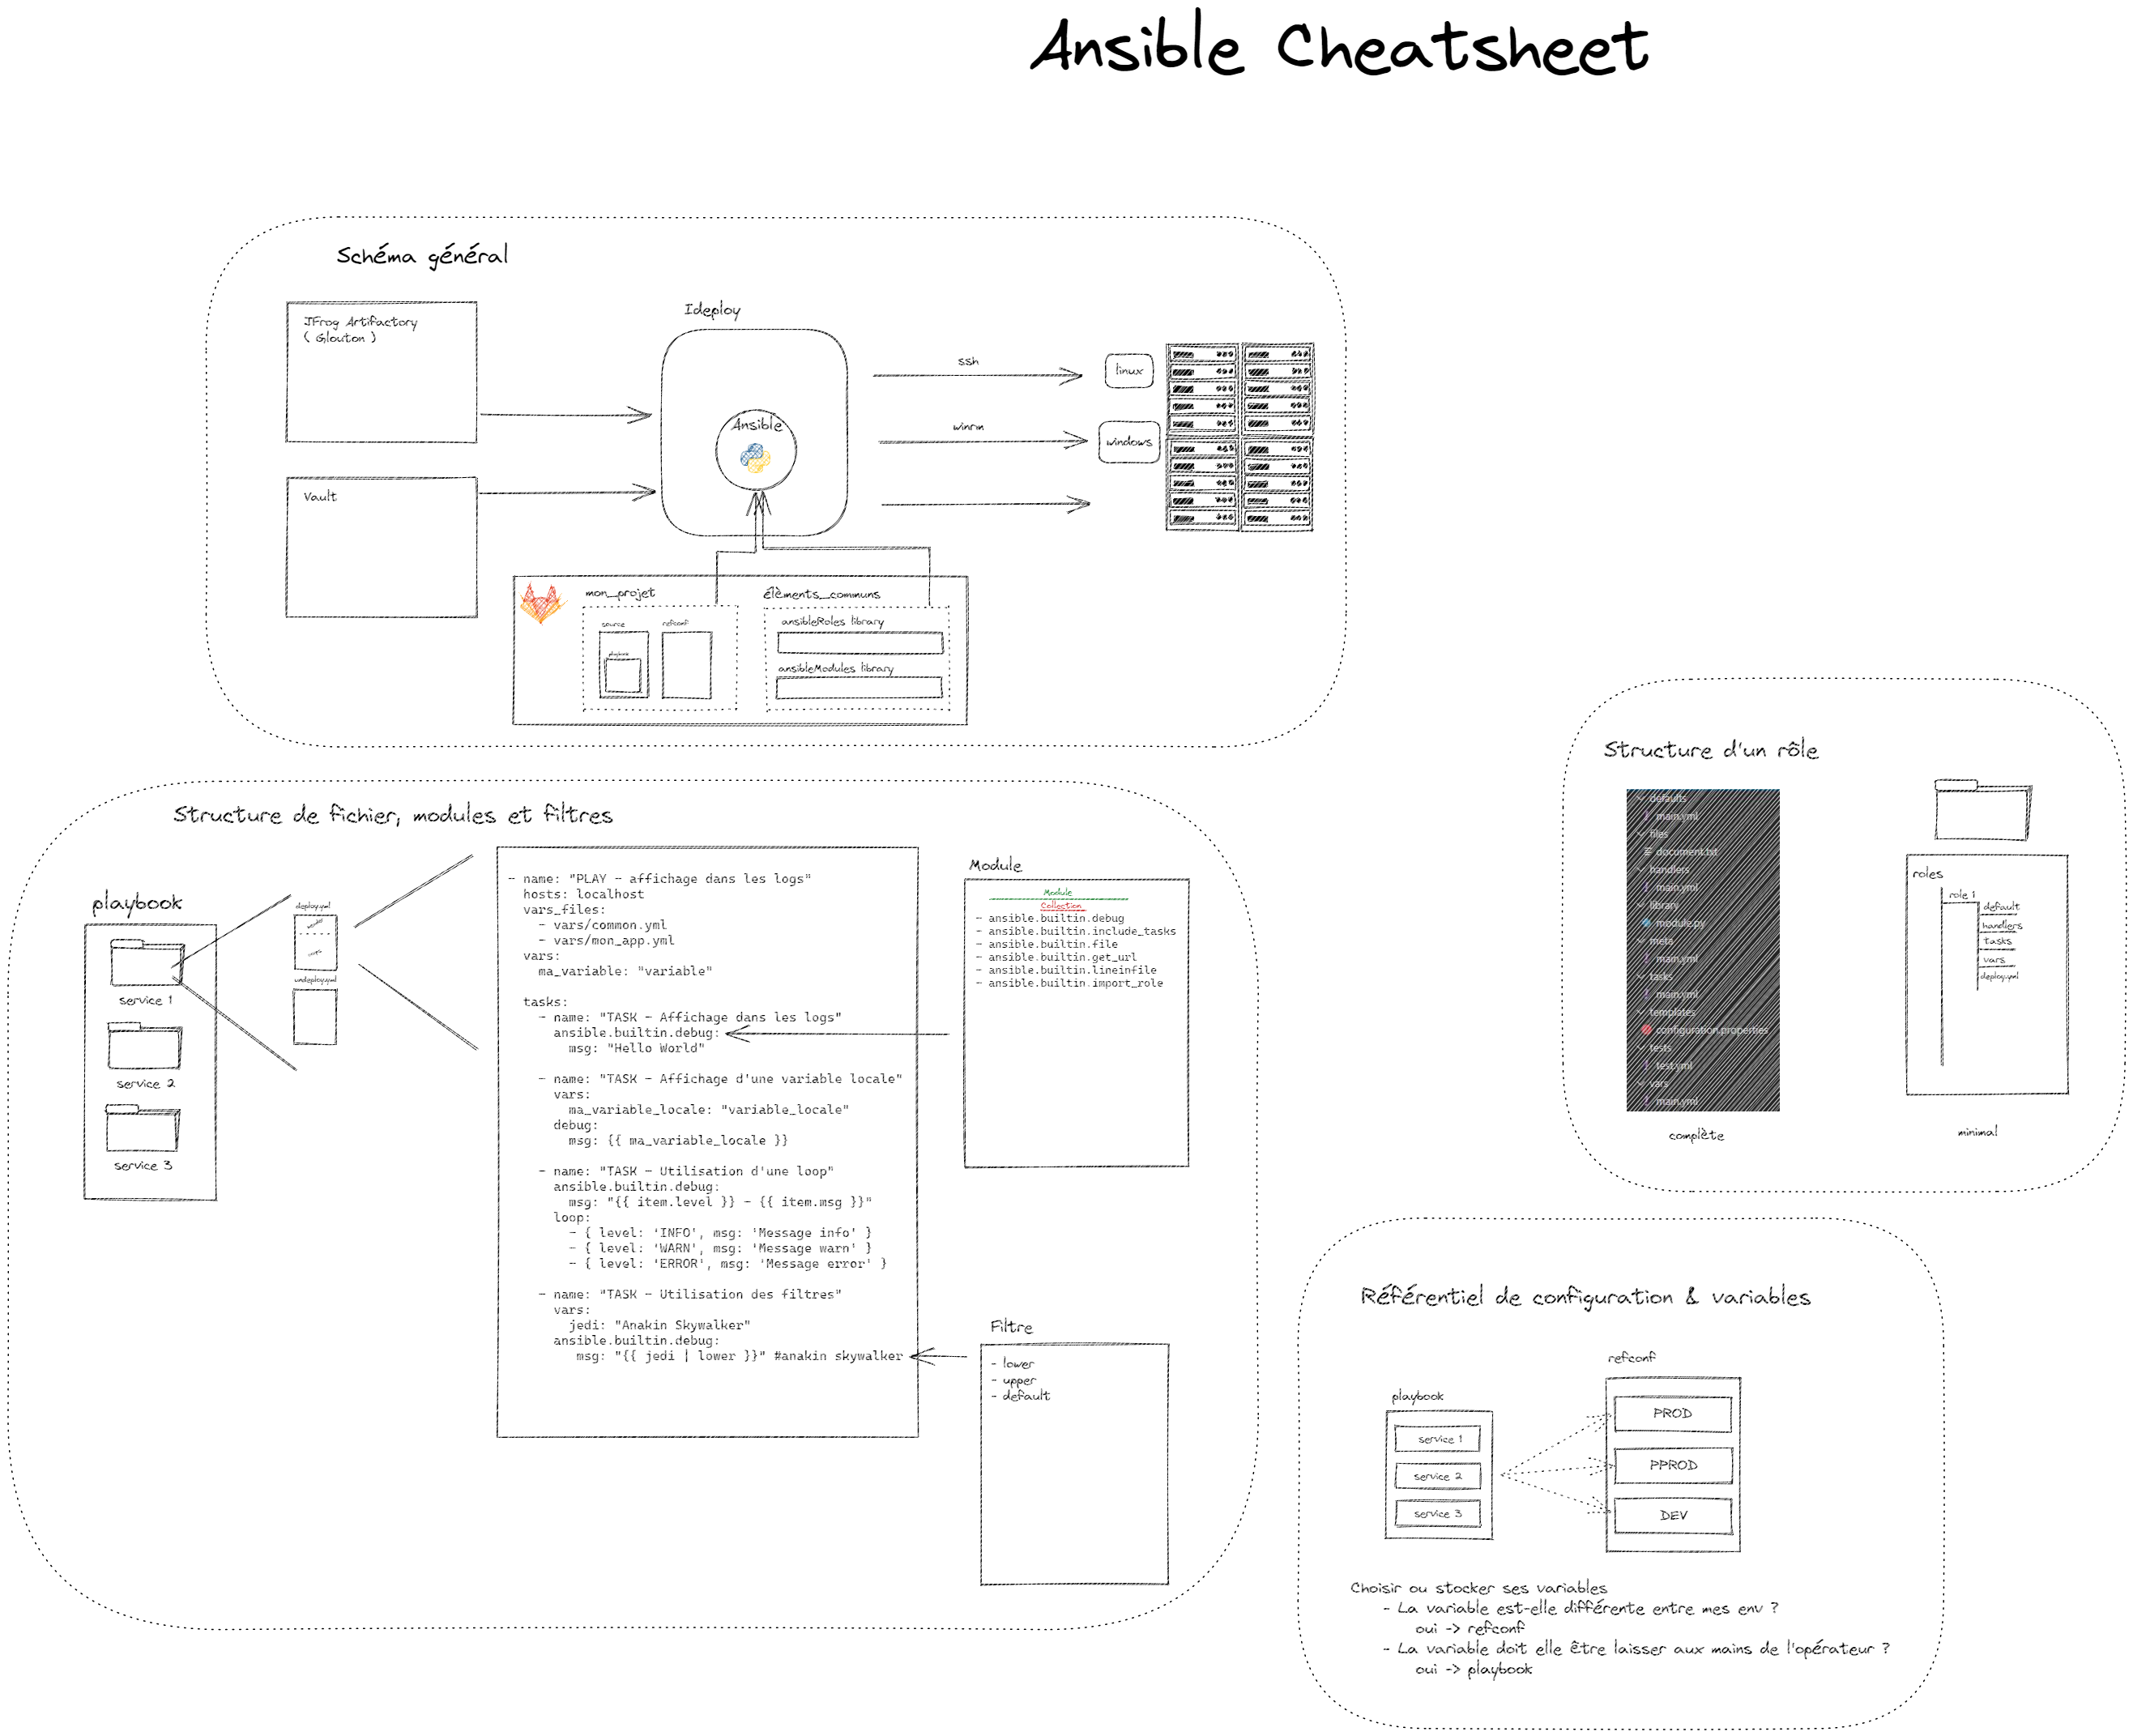 Ansible Cheatsheet
Schéma général
JFrog Artifactory
( Glouton )
Vault
Ideploy
Ansible
ssh
linux
winrm
windows
mon_projet
source
refconf
playbook
éléments_communs
ansibleRoles library
ansibleModules library
Structure de fichier, modules et filtres
playbook
service 1
service 2
service 3
deploy.yml
undeploy.yml
- name: "PLAY - affichage dans les logs"
hosts: localhost
vars_files:
- vars/common.yml
- vars/mon_app.yml
vars:
ma_variable: "variable"
tasks:
- name: "TASK - Affichage dans les logs"
ansible.builtin.debug:
msg: "Hello World"
- name: "TASK - Affichage d'une variable locale"
vars:
ma_variable_locale: "variable_locale"
debug:
msg: {{ ma_variable_locale }}
- name: "TASK - Utilisation d'une loop"
ansible.builtin.debug:
msg: "{{ item.level }} - {{ item.msg }}"
loop:
- { level: 'INFO', msg: 'Message info' }
- { level: 'WARN', msg: 'Message warn' }
- { level: 'ERROR', msg: 'Message error' }
- name: "TASK - Utilisation des filtres"
vars:
jedi: "Anakin Skywalker"
ansible.builtin.debug:
msg: "{{ jedi | lower }}" #anakin skywalker
Module
Module
Collection
- ansible.builtin.debug
- ansible.builtin.include_tasks
- ansible.builtin.file
- ansible.builtin.get_url
- ansible.builtin.lineinfile
- ansible.builtin.import_role
Filtre
- lower
- upper
- default
Structure d'un rôle
defaults
! main.yml
files
document.txt
handlers
! main.yml
library
module.py
meta
! main.yml
tasks
! main.yml
templates
configuration.properties
tests
! test.yml
vars
! main.yml
complète
roles
role 1
default
handlers
tasks
vars
deploy.yml
minimal
Référentiel de configuration & variables
playbook
service 1
service 2
service 3
refconf
PROD
PPROD
DEV
Choisir ou stocker ses variables
- La variable est-elle différente entre mes env ?
oui -> refconf
- La variable doit elle être laisser aux mains de l'opérateur ?
oui -> playbook